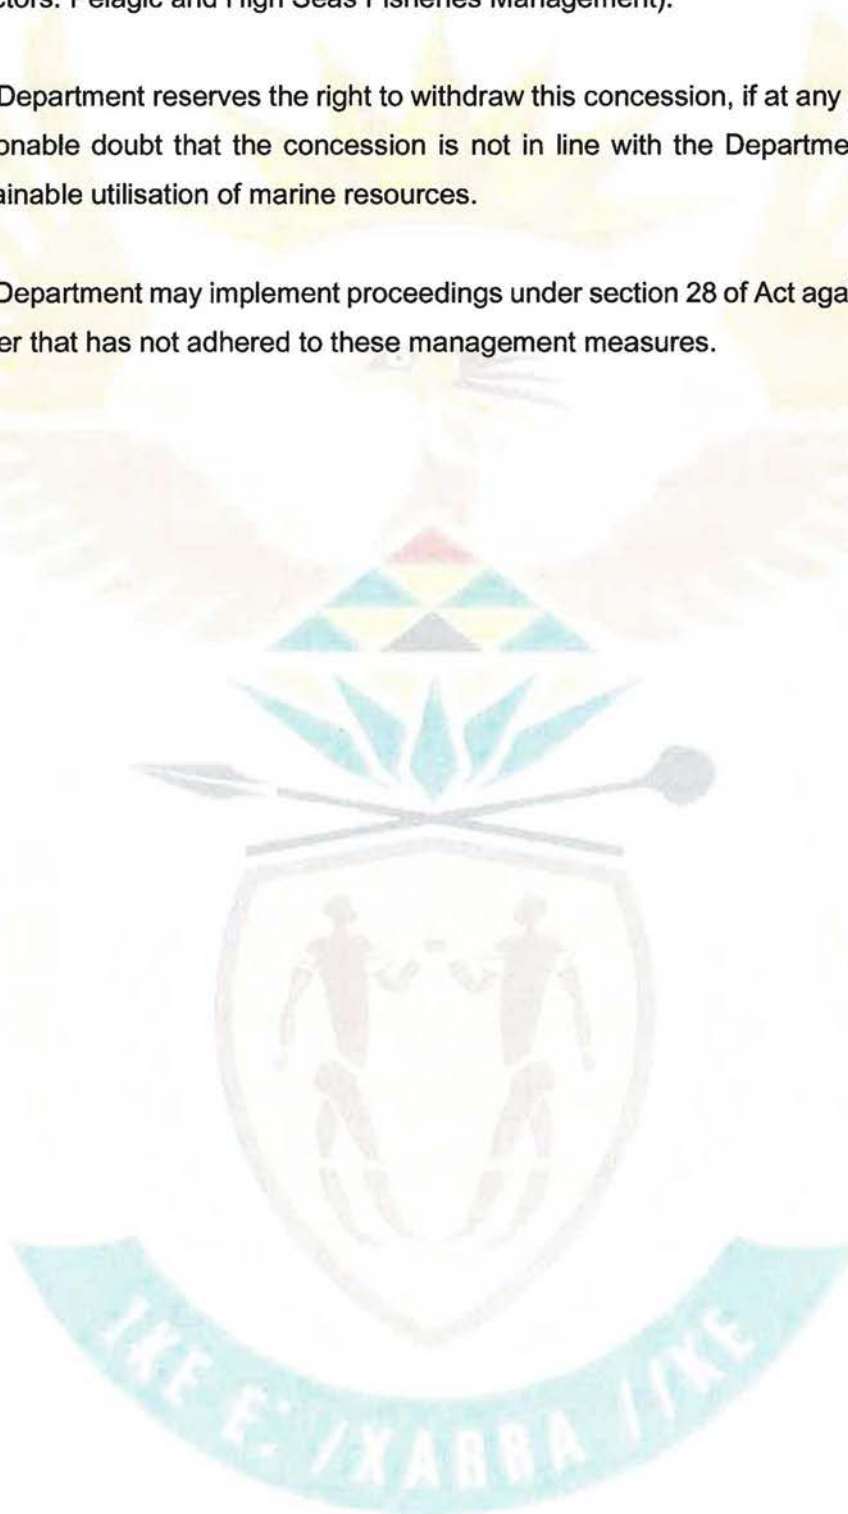 ctors: Pelagic and High Seas Fisheries Management).
Department reserves the right to withdraw this concession, if at any
onable doubt that the concession is not in line with the Departme
ainable utilisation of marine resources.
Department may implement proceedings under section 28 of Act aga
er that has not adhered to these management measures.
!KE E: /XARRA //KE